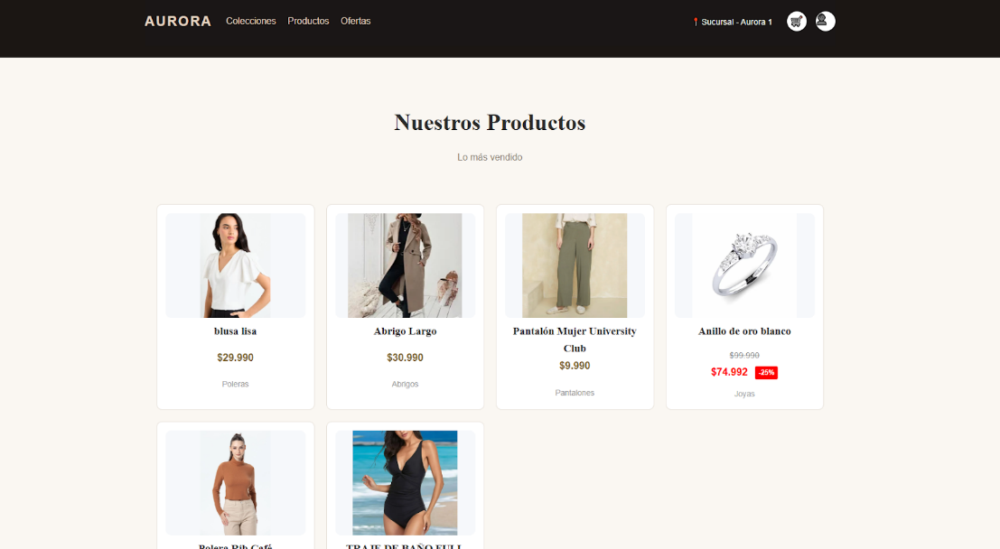 AURORA
Colecciones
Productos
Ofertas
Sucursal - Aurora 1
Nuestros Productos
Lo más vendido
blusa lisa
$29.990
Poleras
Abrigo Largo
$30.990
Abrigos
Pantalón Mujer University
Club
$9.990
Pantalones
Anillo de oro blanco
$99.990
$74.992
-25%
Joyas
Polera Rib Café
TRAJE DE BAÑO FULL